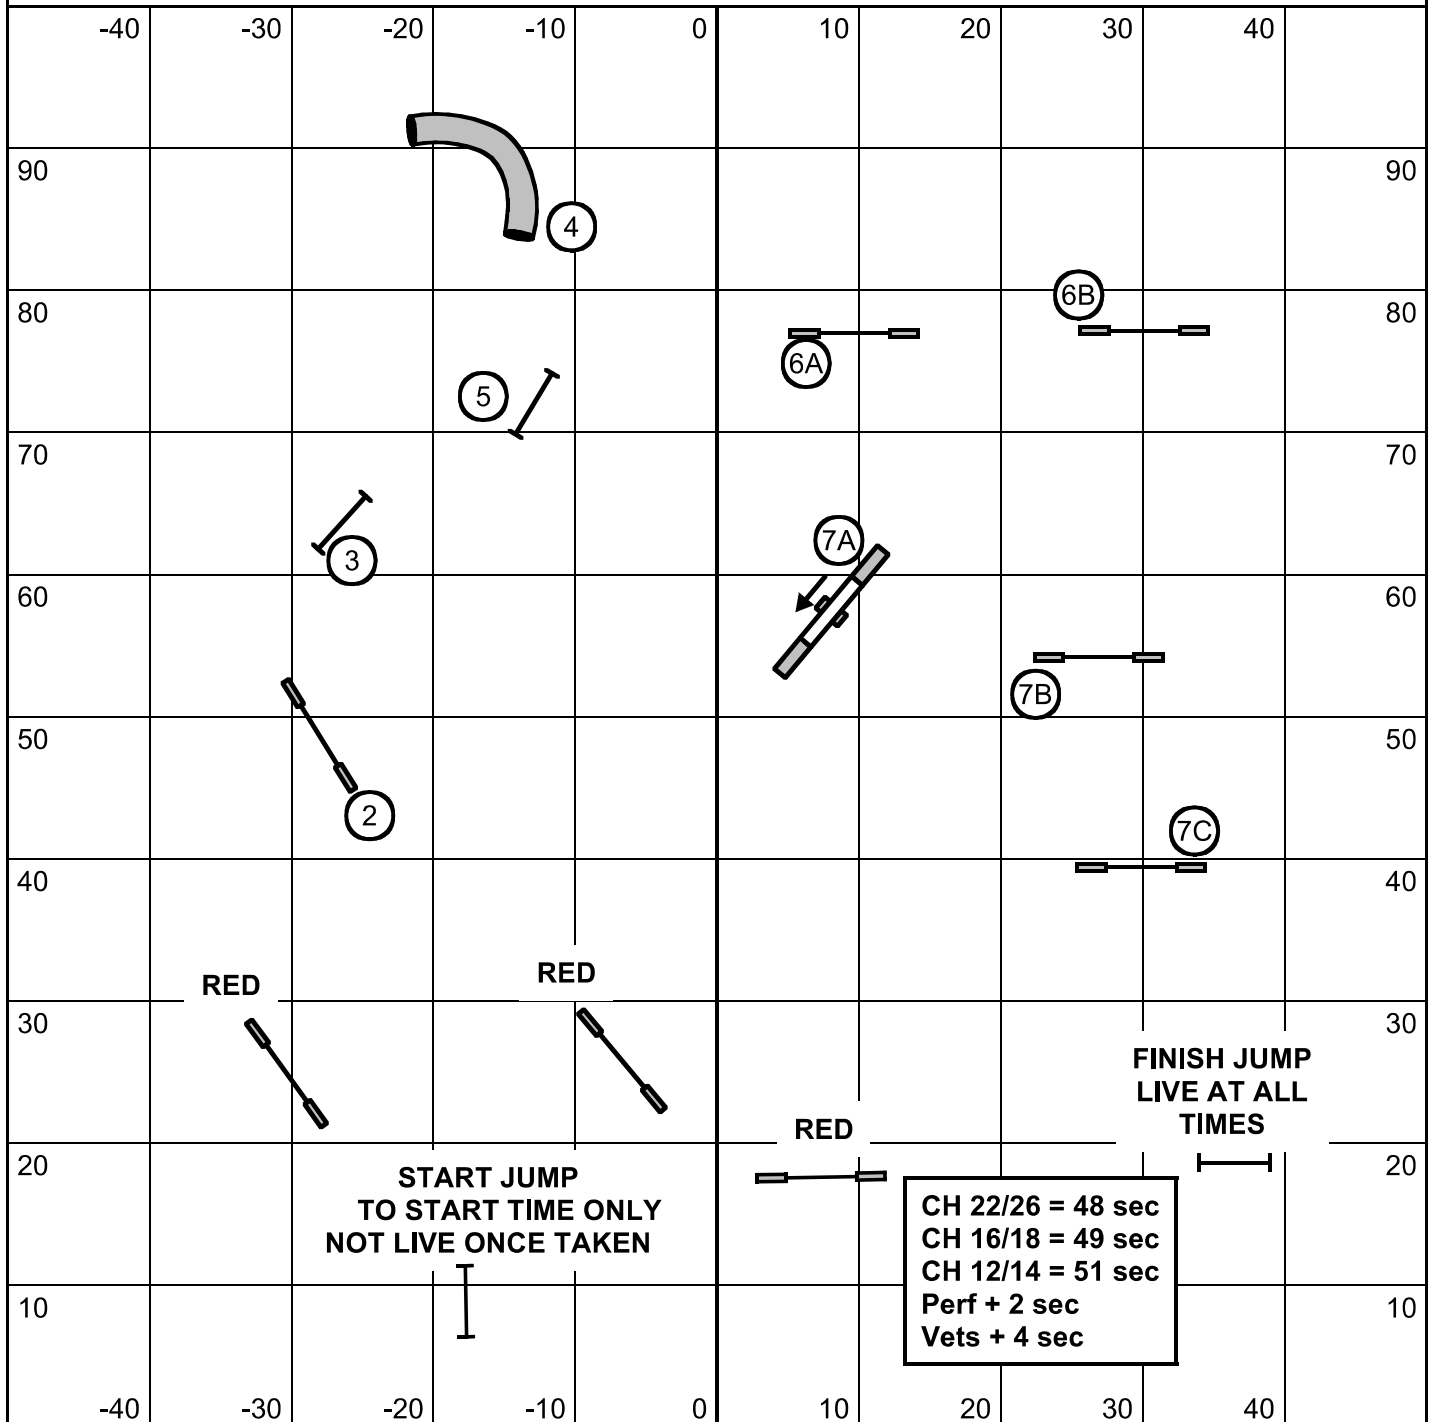 -40 -30 -20 -10 0 10 20 30 40
90 90
4
80 6B 80
6A
5
70 70
7A
3
60 60
7B
50 50
2
7C
40 40
RED RED
30 30
FINISH JUMP
LIVE AT ALL
TIMES
RED
20 20
START JUMP
TO START TIME ONLY
NOT LIVE ONCE TAKEN
CH 22/26 = 48 sec
CH 16/18 = 49 sec
CH 12/14 = 51 sec
Perf + 2 sec
Vets + 4 sec
10 10
-40 -30 -20 -10 0 10 20 30 40